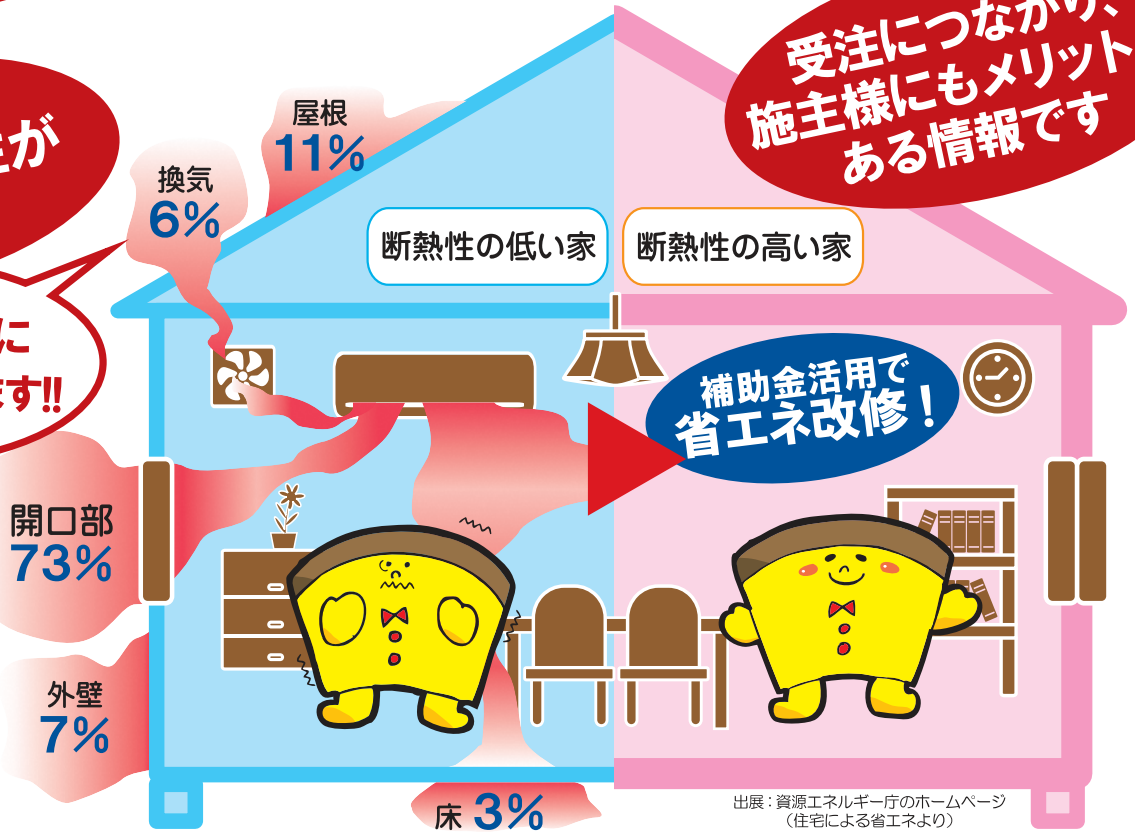 受注につながり、
施主様にもメリット
ある情報です
が
に
ます!!
屋根
11%
換気
6%
断熱性の低い家
断熱性の高い家
補助金活用で
省エネ改修！
開口部
73%
外壁
7%
床 3%
出展：資源エネルギー庁のホームページ
（住宅による省エネより）